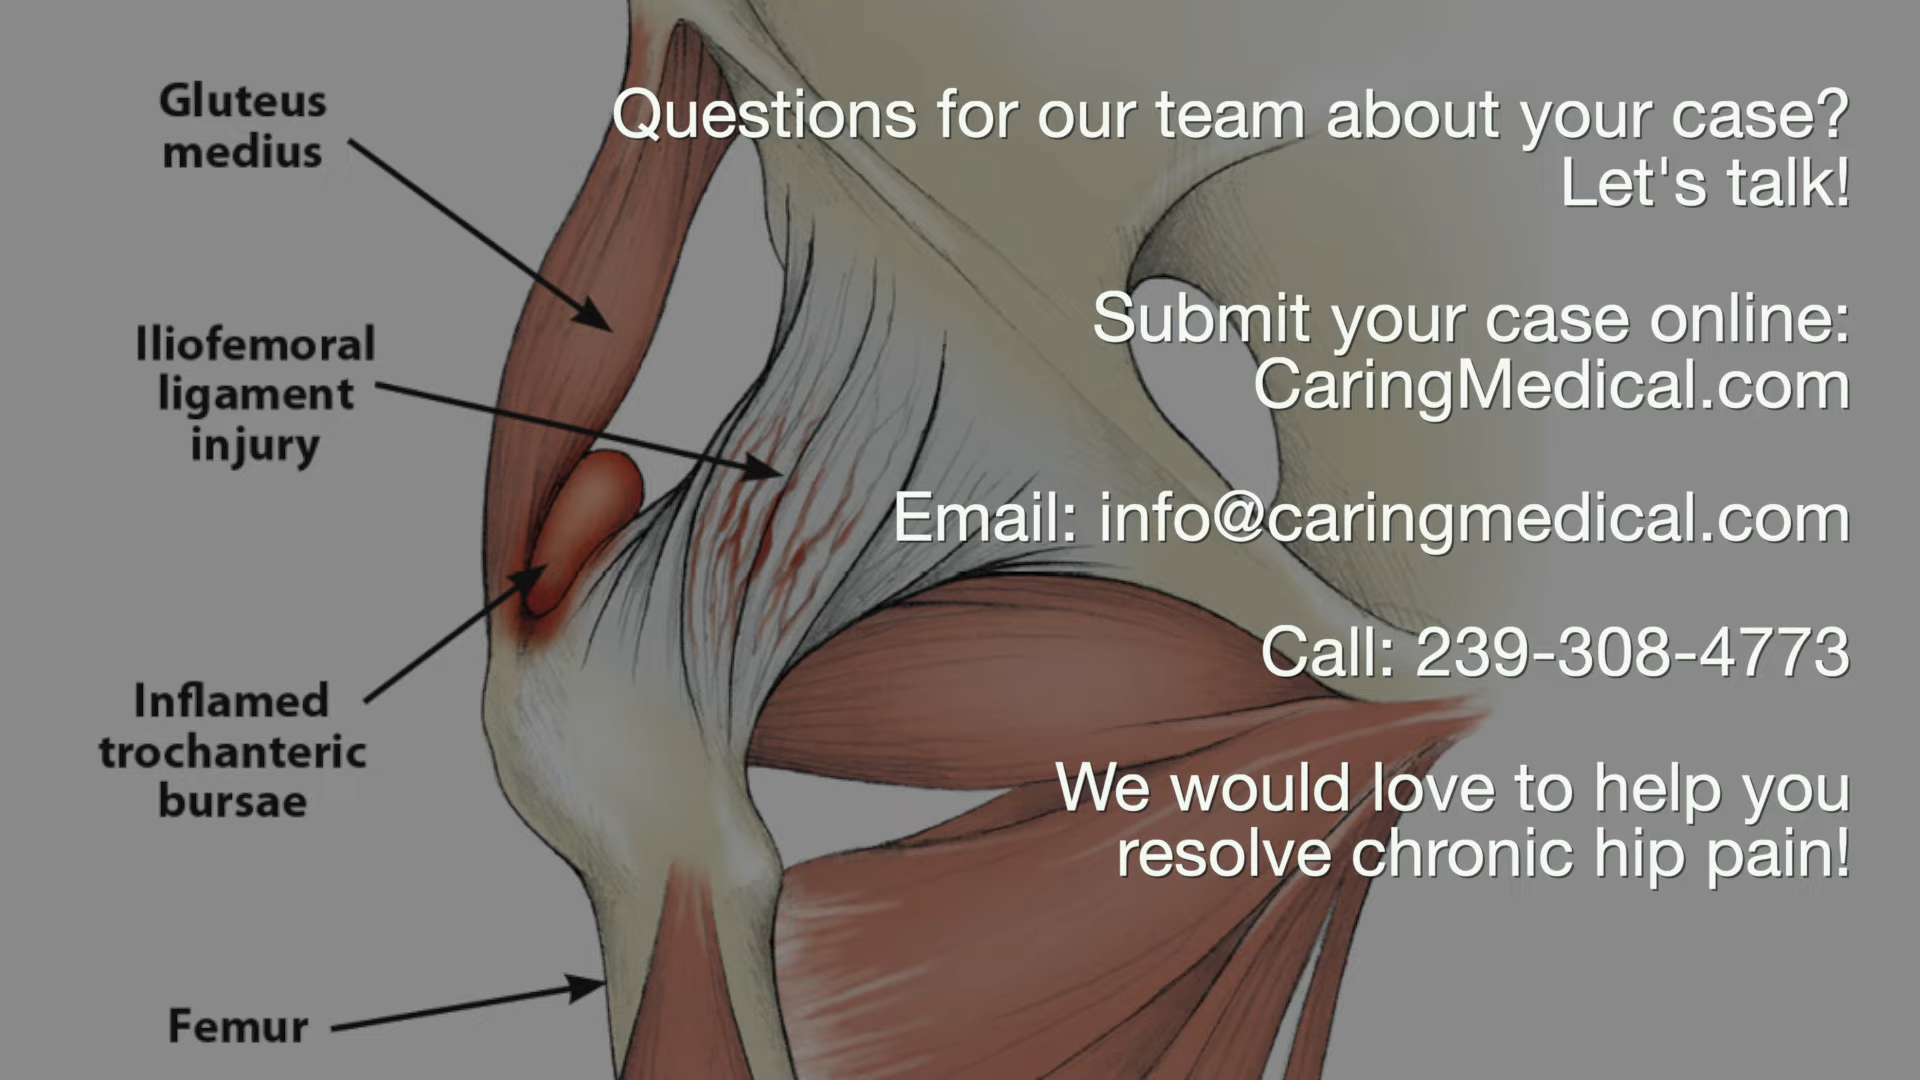 Gluteus
medius
Iliofemoral
ligament
injury
Inflamed
trochanteric
bursae
Femur
Questions for our team about your case?
Let's talk!
Submit your case online:
CaringMedical.com
Email: info@caringmedical.com
Call: 239-308-4773
We would love to help you
resolve chronic hip pain!